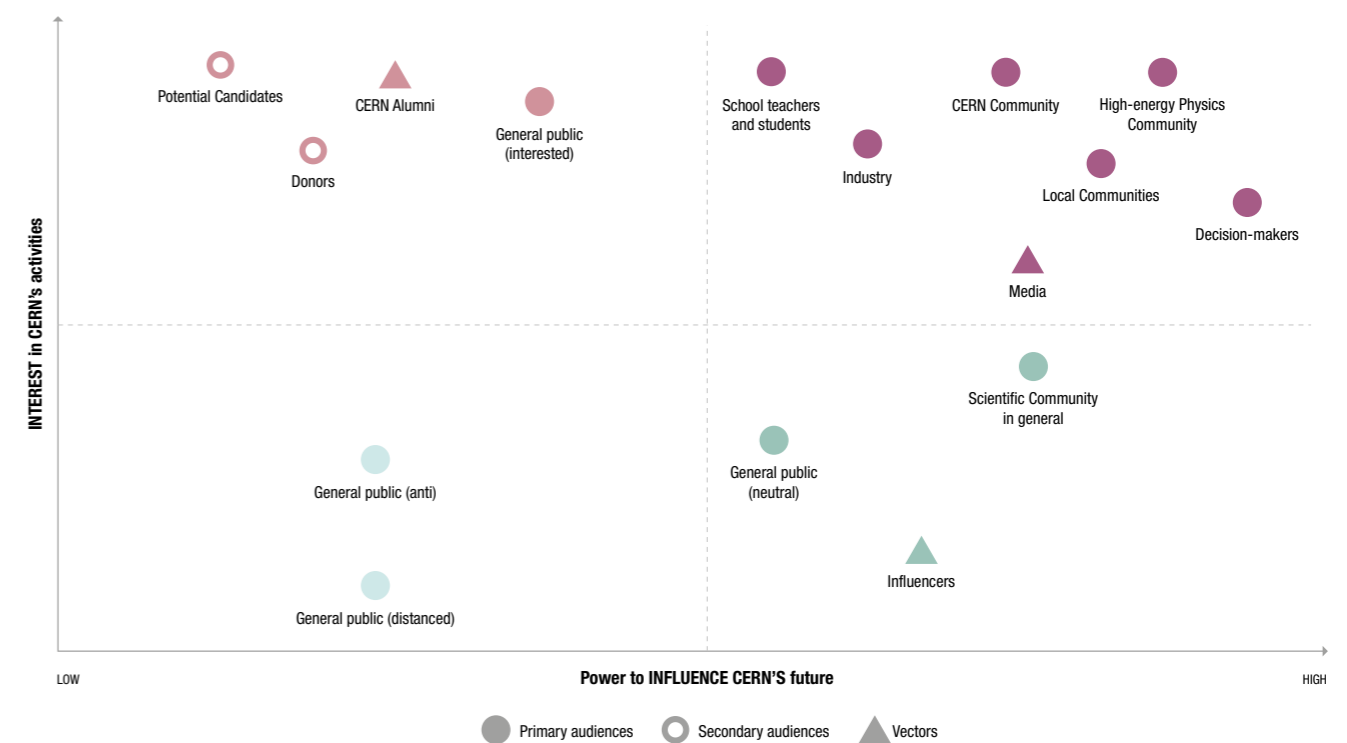 Potential Candidates
CERN Alumni
General public
(interested)
Donors
School teachers
and students
CERN Community
High-energy Physics
Community
Industry
Local Communities
Decision-makers
Media
INTEREST in CERN's activities
Scientific Community
in general
General public
(neutral)
General public (anti)
Influencers
General public (distanced)
LOW
Power to INFLUENCE CERN'S future
HIGH
Primary audiences
Secondary audiences
Vectors